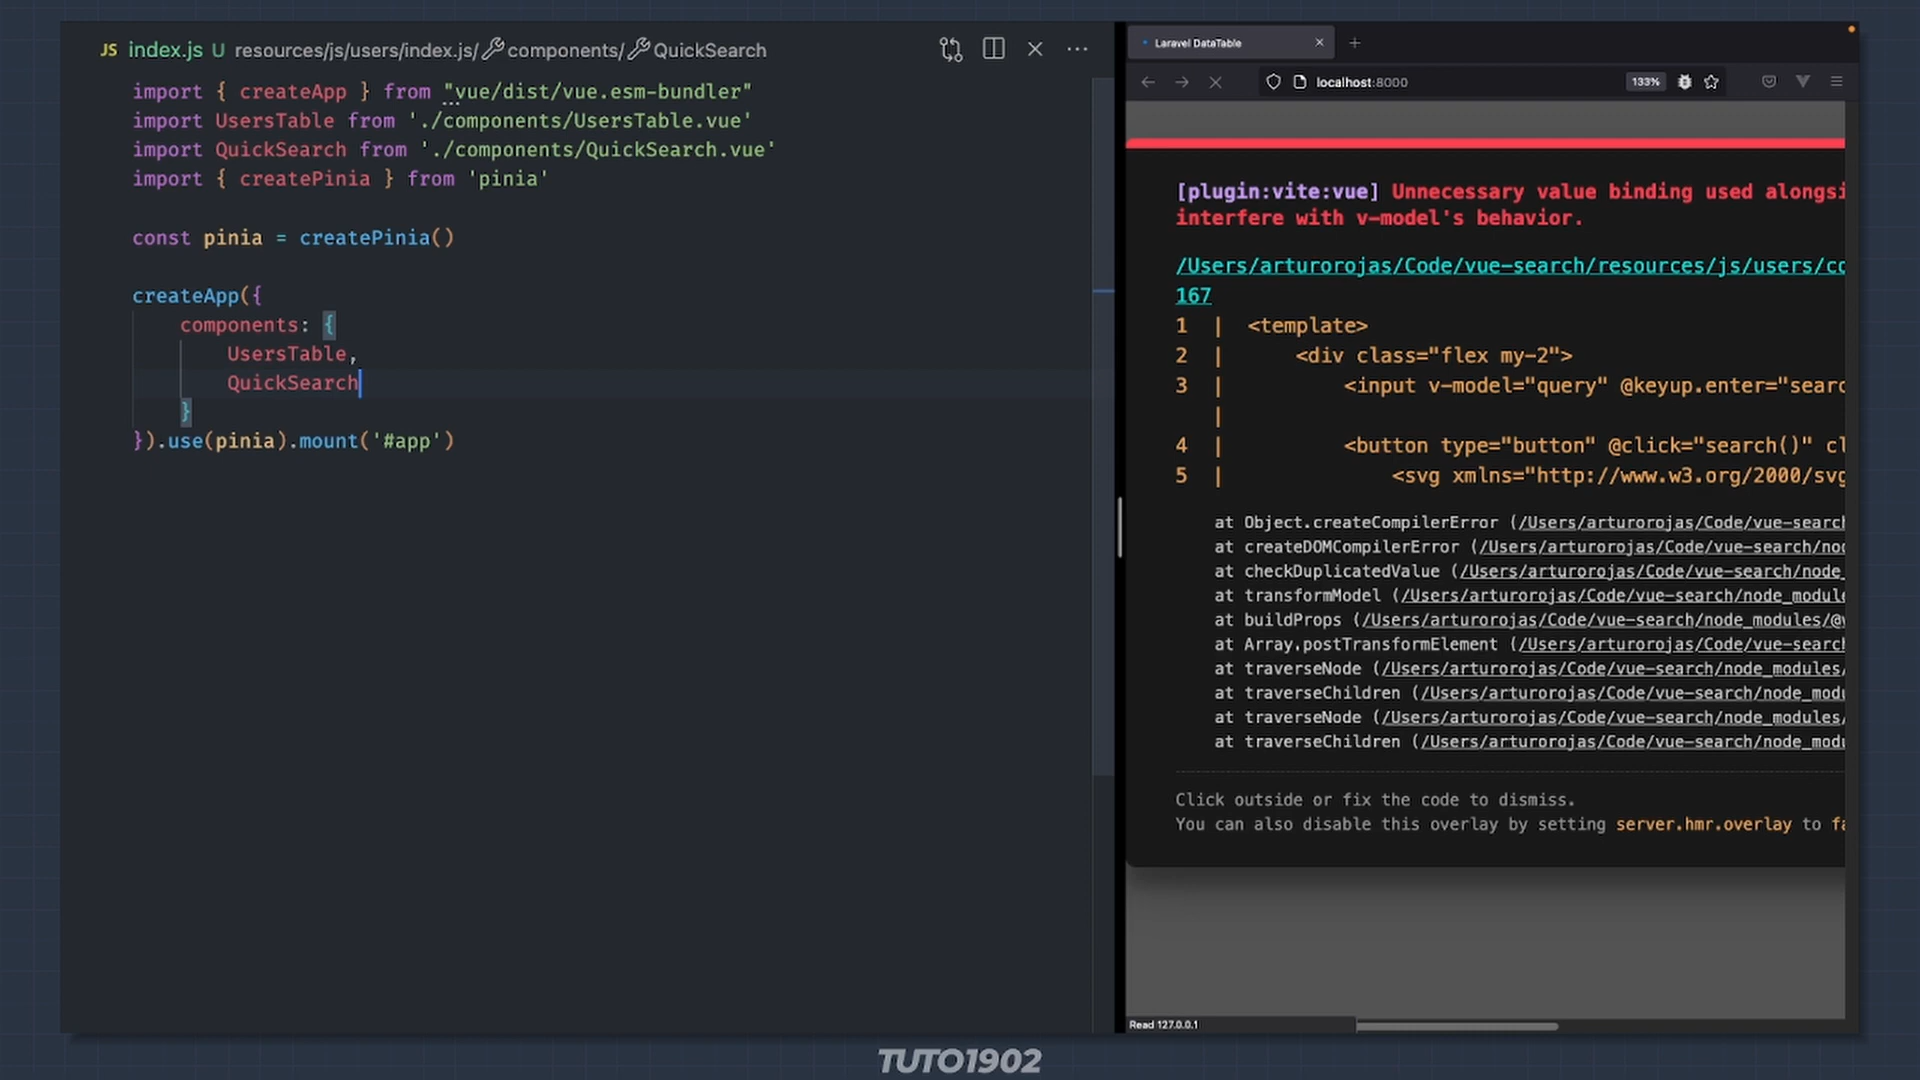 JS index.js U resources/js/users/index.js/ components/ QuickSearch
import { createApp } from "vue/dist/vue.esm-bundler"
import UsersTable from './components/UsersTable.vue'
import QuickSearch from './components/QuickSearch.vue'
import { createPinia } from 'pinia'
const pinia = createPinia()
createApp({
components: {
UsersTable,
QuickSearch
}
}).use(pinia).mount('#app')
Laravel DataTable
localhost:8000
133%
[plugin:vite:vue] Unnecessary value binding used alongsi
interfere with v-model's behavior.
/Users/arturorojas/Code/vue-search/resources/js/users/co
167
1 | <template>
2 | <div class="flex my-2">
3 | <input v-model="query" @keyup.enter="searc
|
4 | <button type="button" @click="search()" cl
5 | <svg xmlns="http://www.w3.org/2000/svg
at Object.createCompilerError (/Users/arturorojas/Code/vue-search
at createDOMCompilerError (/Users/arturorojas/Code/vue-search/nod
at checkDuplicatedValue (/Users/arturorojas/Code/vue-search/node_
at transformModel (/Users/arturorojas/Code/vue-search/node_module
at buildProps (/Users/arturorojas/Code/vue-search/node_modules/@v
at Array.postTransformElement (/Users/arturorojas/Code/vue-search
at traverseNode (/Users/arturorojas/Code/vue-search/node_modules/
at traverseChildren (/Users/arturorojas/Code/vue-search/node_modu
at traverseNode (/Users/arturorojas/Code/vue-search/node_modules/
at traverseChildren (/Users/arturorojas/Code/vue-search/node_modu
Click outside or fix the code to dismiss.
You can also disable this overlay by setting server.hmr.overlay to fa
Read 127.0.0.1
TUTO1902